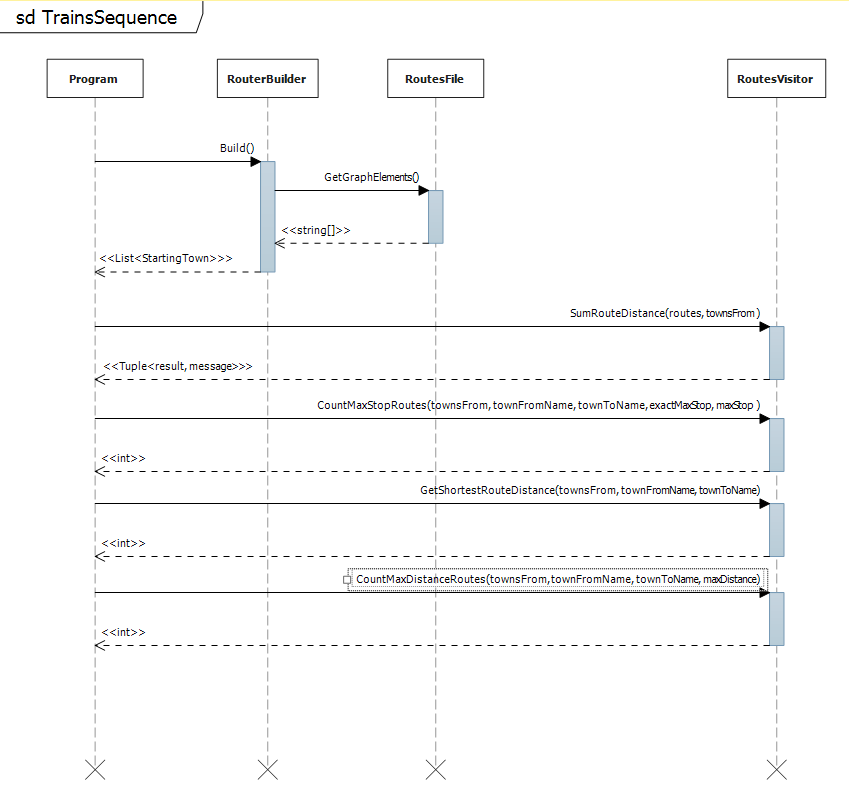 sd TrainsSequence
Program
RouterBuilder
RoutesFile
RoutesVisitor
Build()
GetGraphElements()
<<string[]>>
<<List<StartingTown>>>
SumRouteDistance(routes, townsFrom )
<<Tuple<result, message>>>
CountMaxStopRoutes(townsFrom, townFromName, townToName, exactMaxStop, maxStop )
<<int>>
GetShortestRouteDistance(townsFrom, townFromName, townToName)
<<int>>
CountMaxDistanceRoutes(townsFrom,townFromName, townToName, maxDistance)
<<int>>